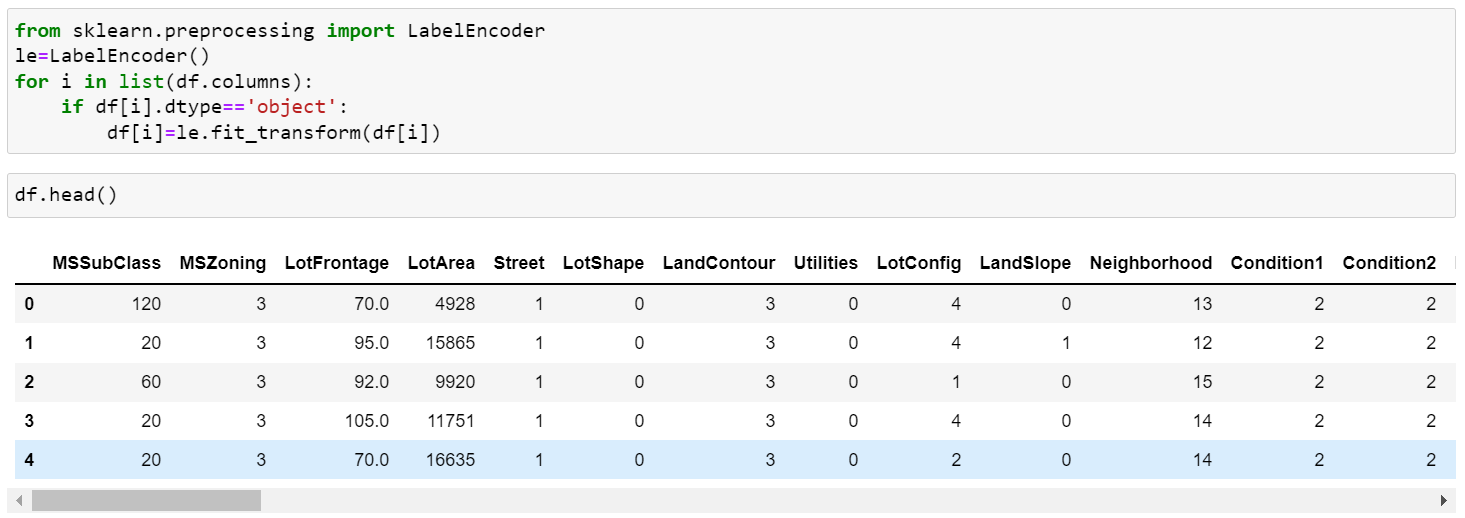 from sklearn.preprocessing import LabelEncoder
le=LabelEncoder()
for i in list(df.columns):
    if df[i].dtype=='object':
        df[i]=le.fit_transform(df[i])
df.head()
MSSubClass MSZoning LotFrontage LotArea Street LotShape LandContour Utilities LotConfig LandSlope Neighborhood Condition1 Condition2
0 120 3 70.0 4928 1 0 3 0 4 0 13 2 2
1 20 3 95.0 15865 1 0 3 0 4 1 12 2 2
2 60 3 92.0 9920 1 0 3 0 1 0 15 2 2
3 20 3 105.0 11751 1 0 3 0 4 0 14 2 2
4 20 3 70.0 16635 1 0 3 0 2 0 14 2 2